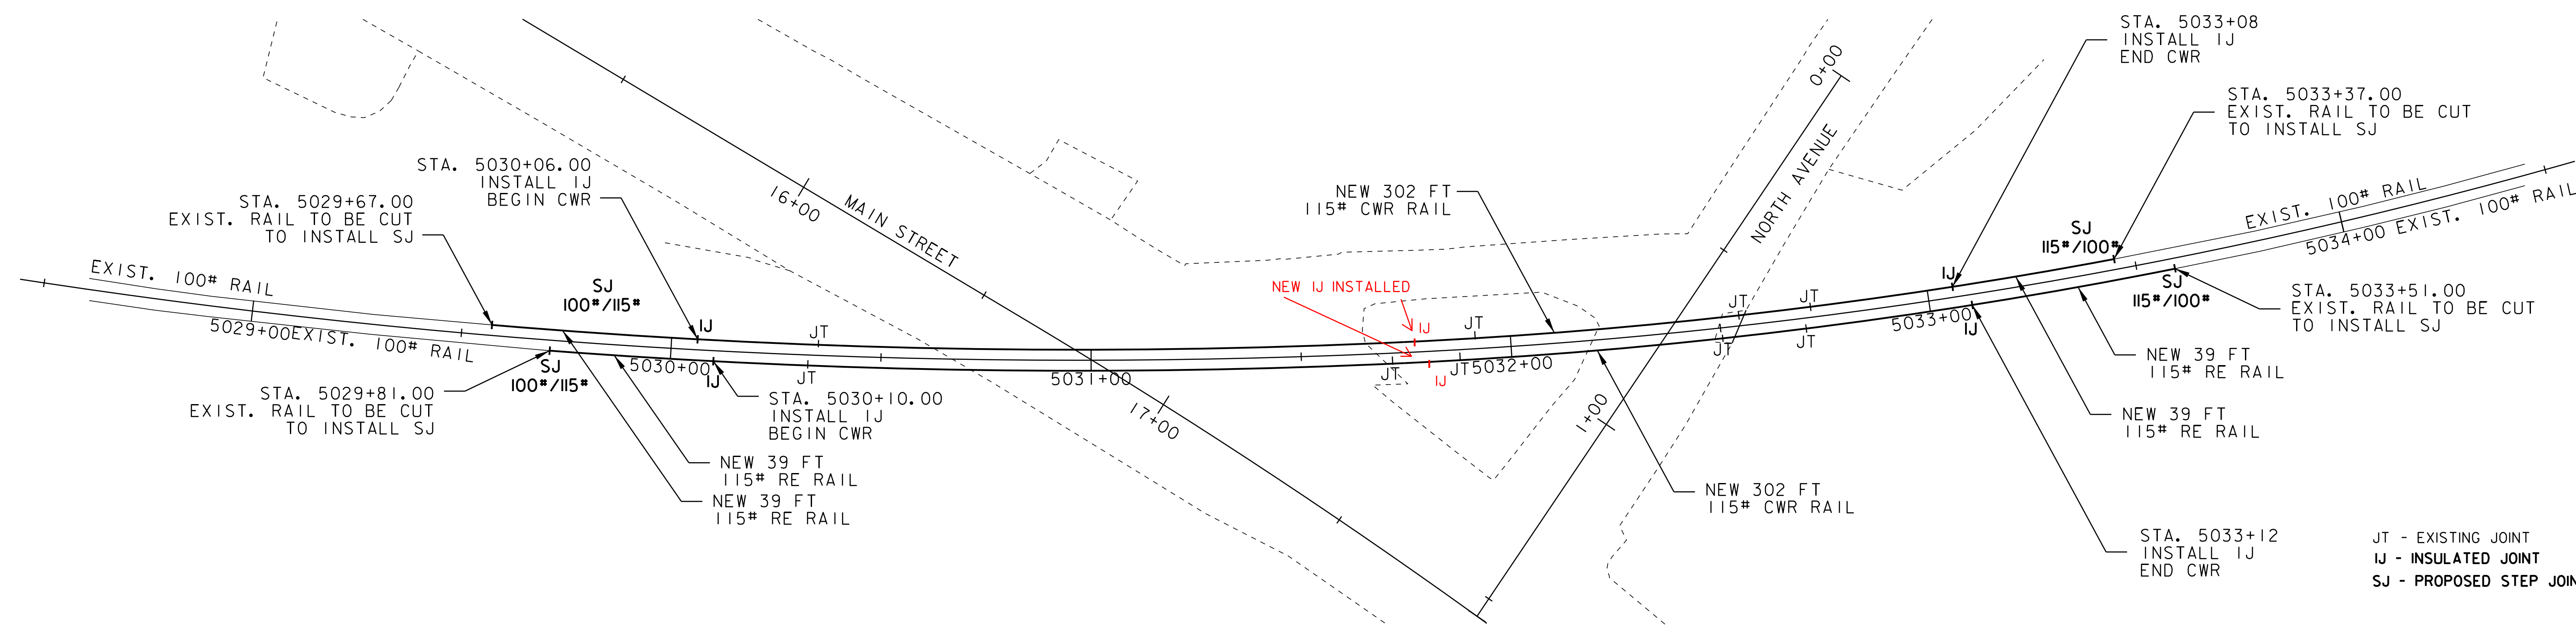 STA. 5033+08
INSTALL IJ
END CWR
STA. 5033+37.00
EXIST. RAIL TO BE CUT
TO INSTALL SJ
0+00
NORTH AVENUE
STA. 5030+06.00
INSTALL IJ
BEGIN CWR
STA. 5029+67.00
EXIST. RAIL TO BE CUT
TO INSTALL SJ
16+00
MAIN STREET
NEW 302 FT
115# CWR RAIL
EXIST. 100# RAIL
5034+00 EXIST. 100# RAIL
SJ
115#/100#
EXIST. 100# RAIL
SJ
100#/115#
NEW IJ INSTALLED
IJ
SJ
115#/100#
STA. 5033+51.00
EXIST. RAIL TO BE CUT
TO INSTALL SJ
5029+00 EXIST. 100# RAIL
IJ
JT
IJ
JT
JT
JT
5033+00
IJ
SJ
100#/115#
5030+00
IJ
JT
5031+00
JT
IJ
JT
5032+00
JT
JT
NEW 39 FT
115# RE RAIL
STA. 5029+81.00
EXIST. RAIL TO BE CUT
TO INSTALL SJ
STA. 5030+10.00
INSTALL IJ
BEGIN CWR
17+00
1+00
NEW 39 FT
115# RE RAIL
NEW 39 FT
115# RE RAIL
NEW 39 FT
115# RE RAIL
NEW 302 FT
115# CWR RAIL
STA. 5033+12
INSTALL IJ
END CWR
JT - EXISTING JOINT
IJ - INSULATED JOINT
SJ - PROPOSED STEP JOIN